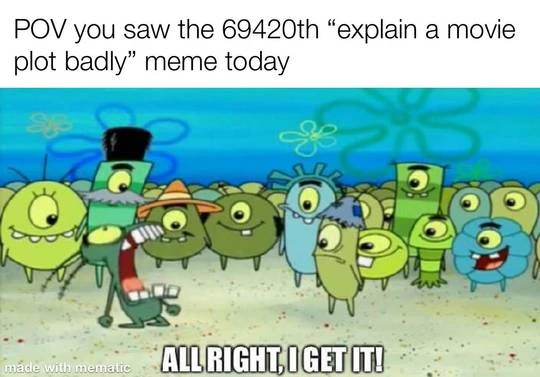 POV you saw the 69420th “explain a movie
plot badly” meme today
ALL RIGHT, I GET IT!
made with mematic